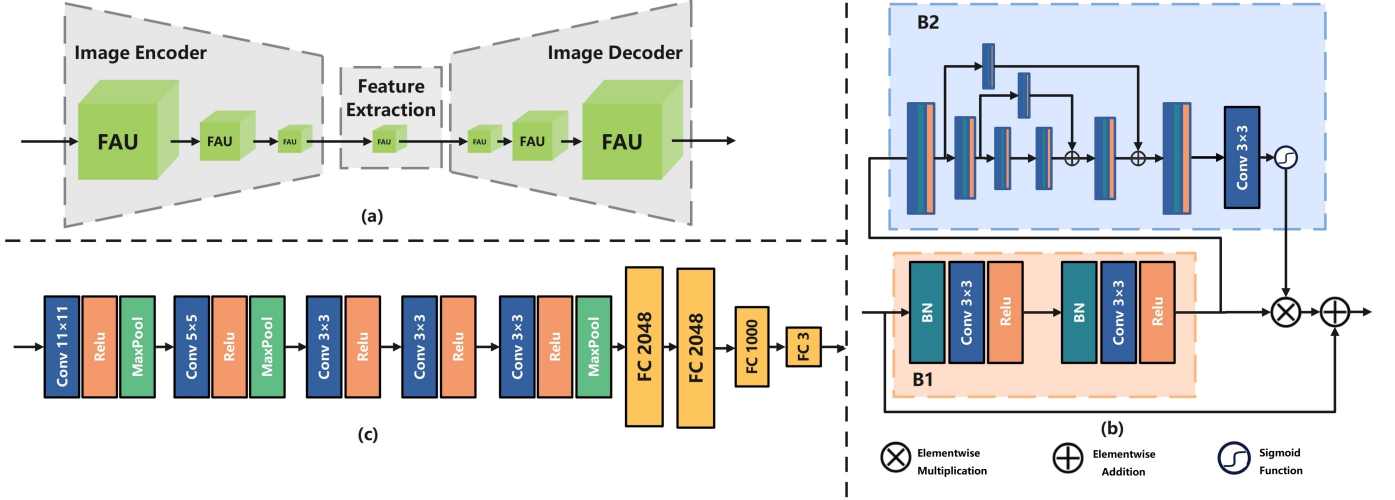 Image Encoder
FAU
FAU
FAU
Feature
Extraction
FAU
Image Decoder
FAU
FAU
FAU
(a)
Conv 11×11
Relu
MaxPool
Conv 5×5
Relu
MaxPool
Conv 3×3
Relu
Conv 3×3
Relu
Conv 3×3
Relu
MaxPool
FC 2048
FC 2048
FC 1000
FC 3
(c)
B2
Conv 3×3
BN
Conv 3×3
Relu
BN
Conv 3×3
Relu
B1
(b)
Elementwise
Multiplication
Elementwise
Addition
Sigmoid
Function